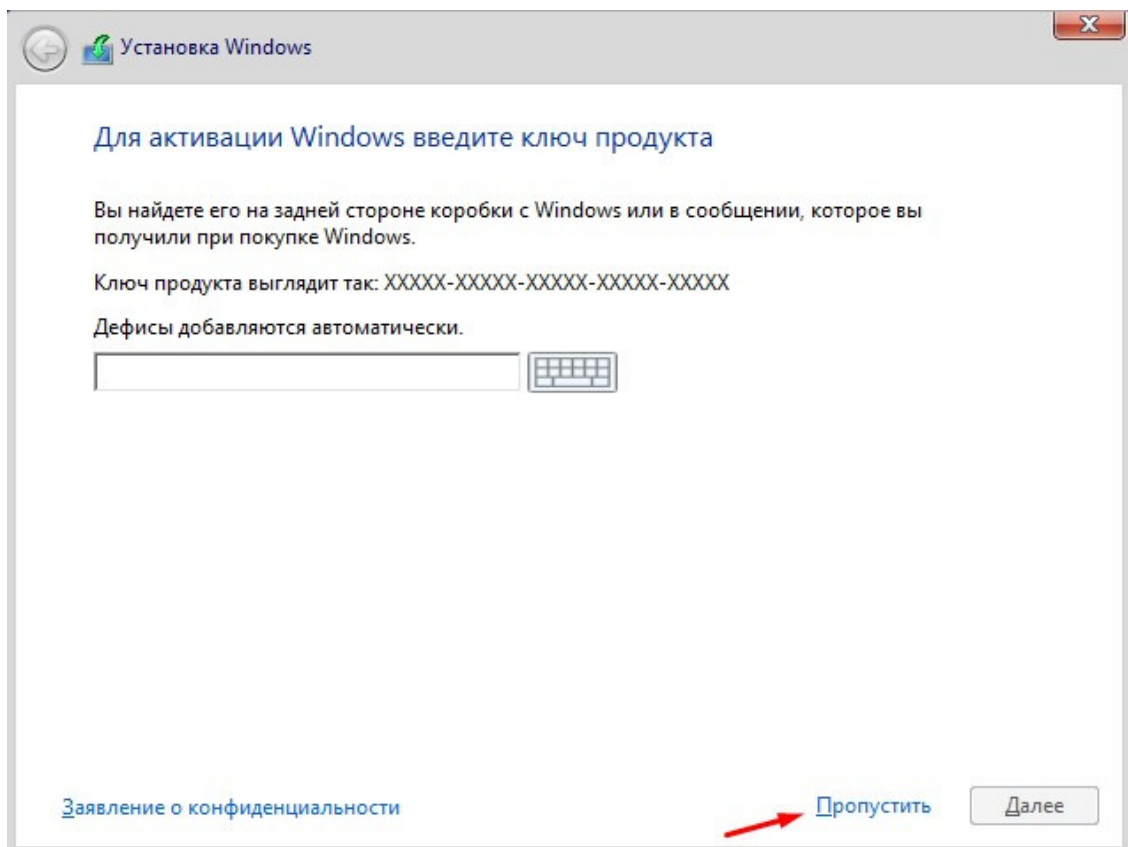 Установка Windows
Для активации Windows введите ключ продукта
Вы найдете его на задней стороне коробки с Windows или в сообщении, которое вы
получили при покупке Windows.
Ключ продукта выглядит так: XXXXX-XXXXX-XXXXX-XXXXX-XXXXX
Дефисы добавляются автоматически.
Заявление о конфиденциальности
Пропустить
Далее